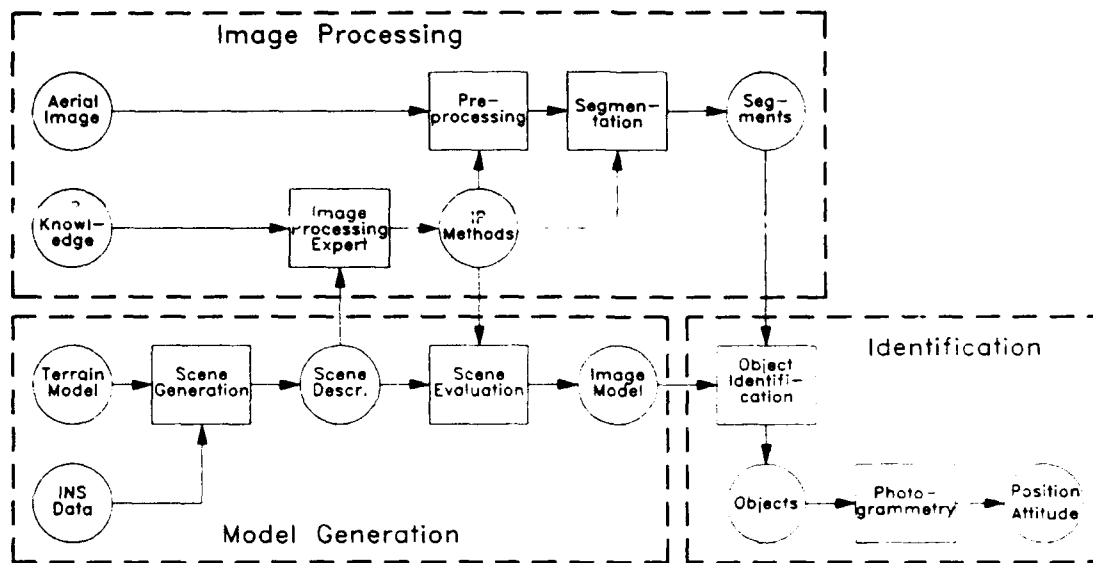 Image Processing
Aerial
Image
Pre-
processing
Segmen-
tation
Seg-
ments
Knowl-
edge
Image
Processing
Expert
IP
Methods
Terrain
Model
Scene
Generation
Scene
Descr.
Scene
Evaluation
Image
Model
Identification
Object
Identifi-
cation
INS
Data
Objects
Photo-
grammetry
Position
Attitude
Model Generation